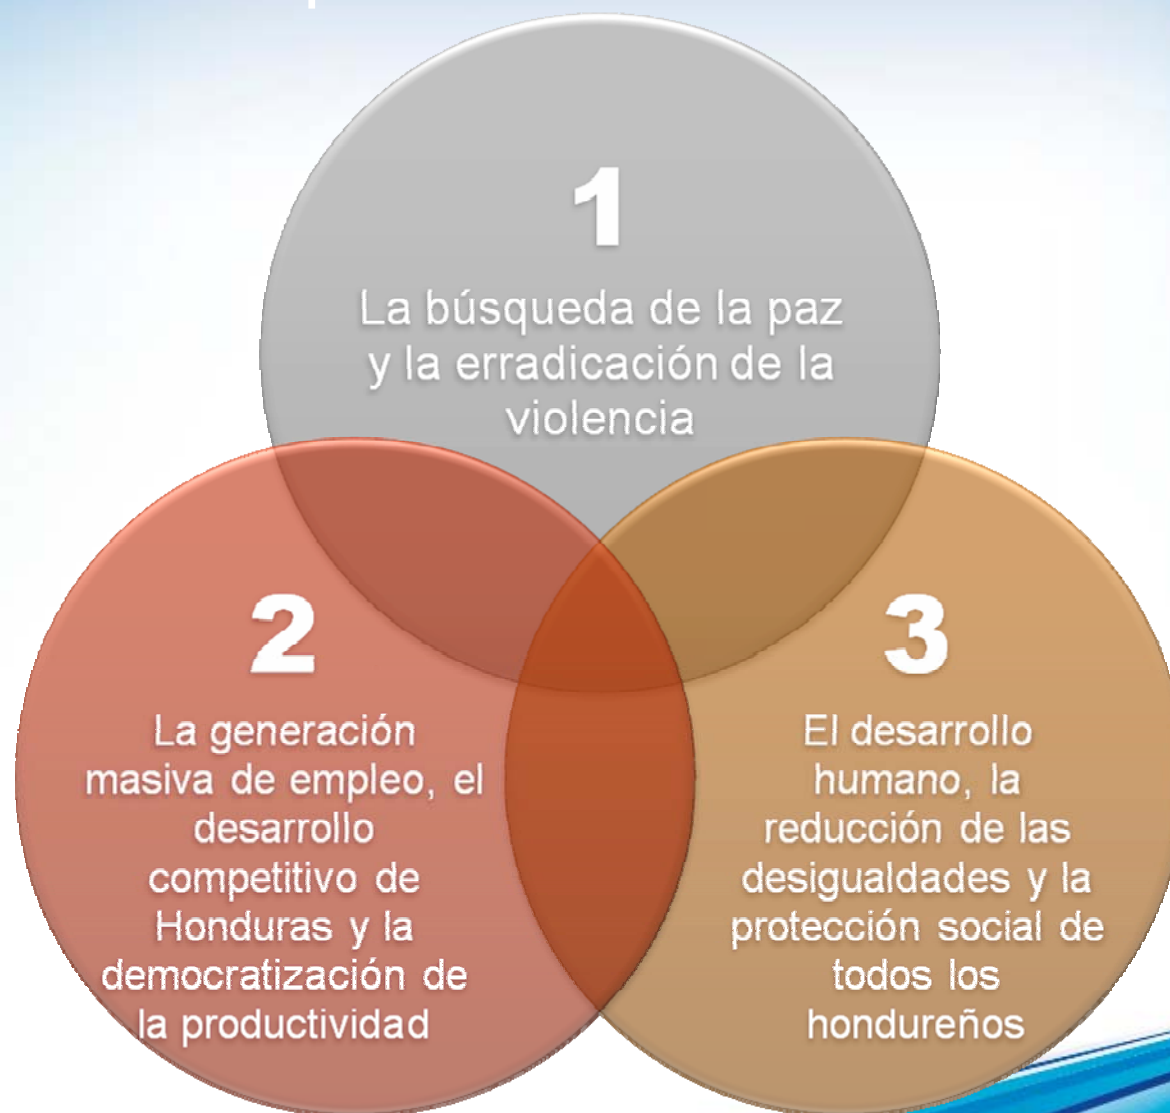 1
La búsqueda de la paz
y la erradicación de la
violencia
2
La generación
masiva de empleo, el
desarrollo
competitivo de
Honduras y la
democratización de
la productividad
3
El desarrollo
humano, la
reducción de las
desigualdades y la
protección social de
todos los
hondureños